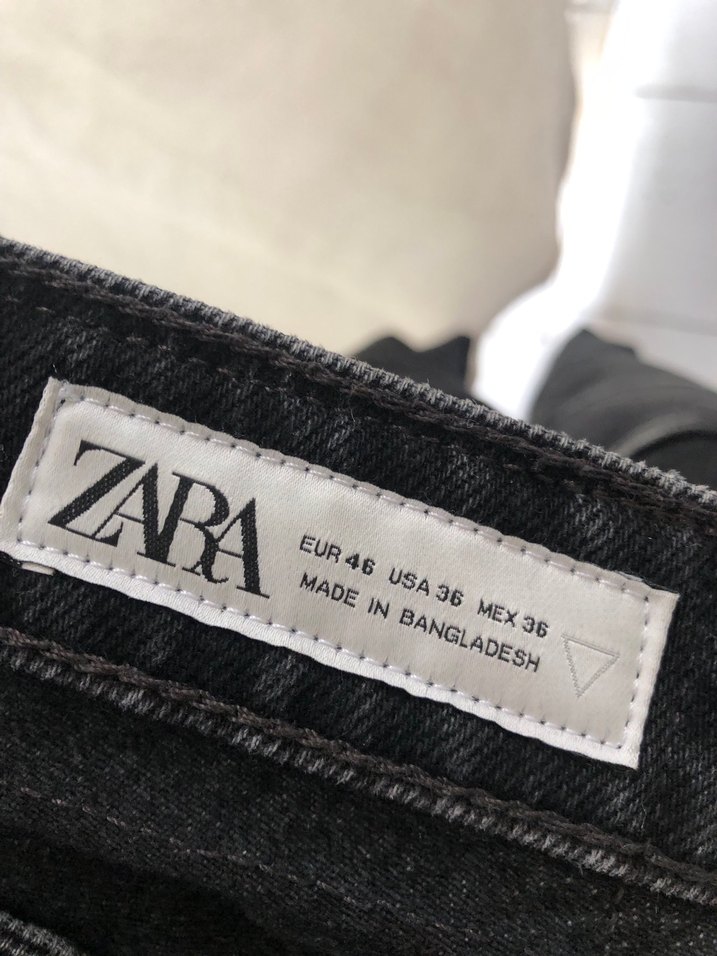 ZARA
EUR 46 USA 36 MEX 36
MADE IN BANGLADESH